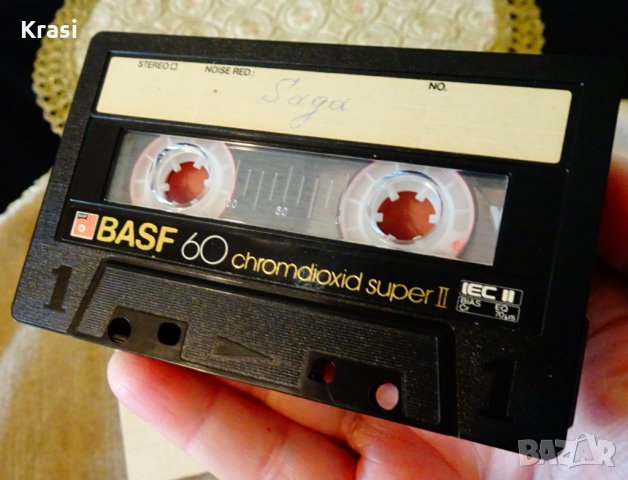 Krasi
STEREO □ NOISE RED.: NO.
Saga
50
BASF 60 chromdioxid super II
IEC II
BIAS EQ
Cr 70µs
1 1
BAZAR